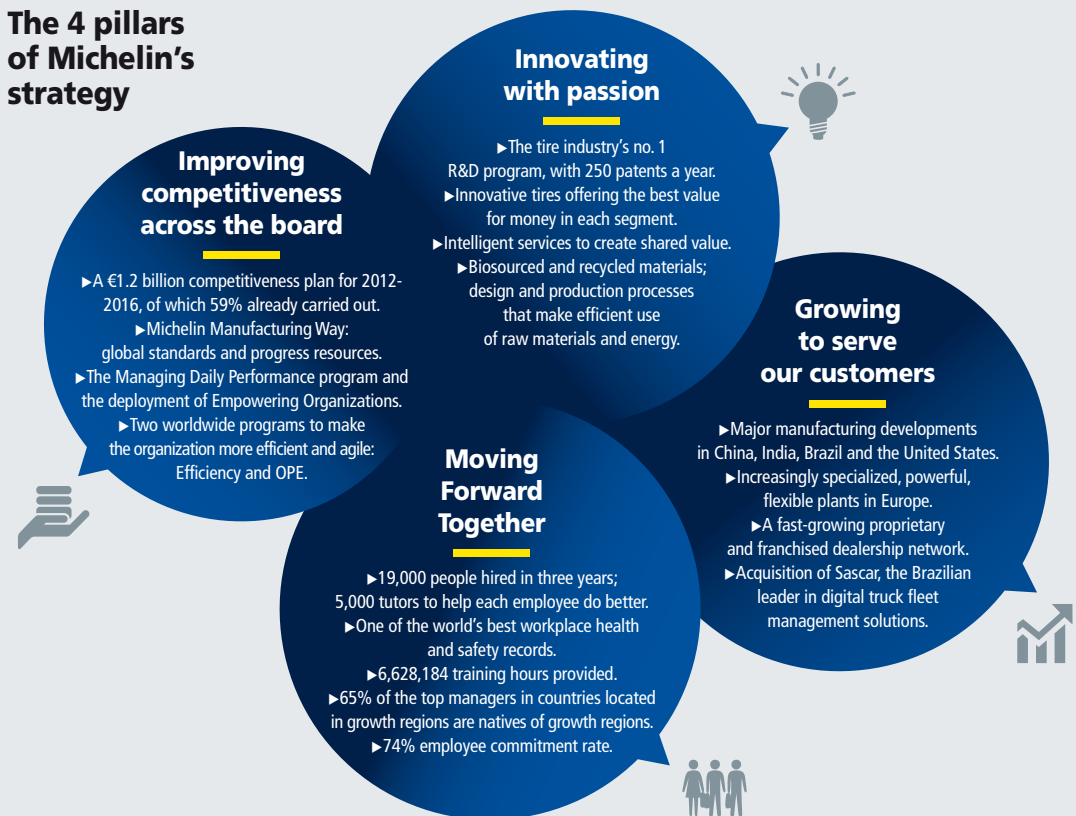 The 4 pillars
of Michelin’s
strategy
Innovating
with passion
►The tire industry’s no. 1
R&D program, with 250 patents a year.
►Innovative tires offering the best value
for money in each segment.
►Intelligent services to create shared value.
►Biosourced and recycled materials;
design and production processes
that make efficient use
of raw materials and energy.
Improving
competitiveness
across the board
►A €1.2 billion competitiveness plan for 2012-
2016, of which 59% already carried out.
►Michelin Manufacturing Way:
global standards and progress resources.
►The Managing Daily Performance program and
the deployment of Empowering Organizations.
►Two worldwide programs to make
the organization more efficient and agile:
Efficiency and OPE.
Growing
to serve
our customers
►Major manufacturing developments
in China, India, Brazil and the United States.
►Increasingly specialized, powerful,
flexible plants in Europe.
►A fast-growing proprietary
and franchised dealership network.
►Acquisition of Sascar, the Brazilian
leader in digital truck fleet
management solutions.
Moving
Forward
Together
►19,000 people hired in three years;
5,000 tutors to help each employee do better.
►One of the world’s best workplace health
and safety records.
►6,628,184 training hours provided.
►65% of the top managers in countries located
in growth regions are natives of growth regions.
►74% employee commitment rate.